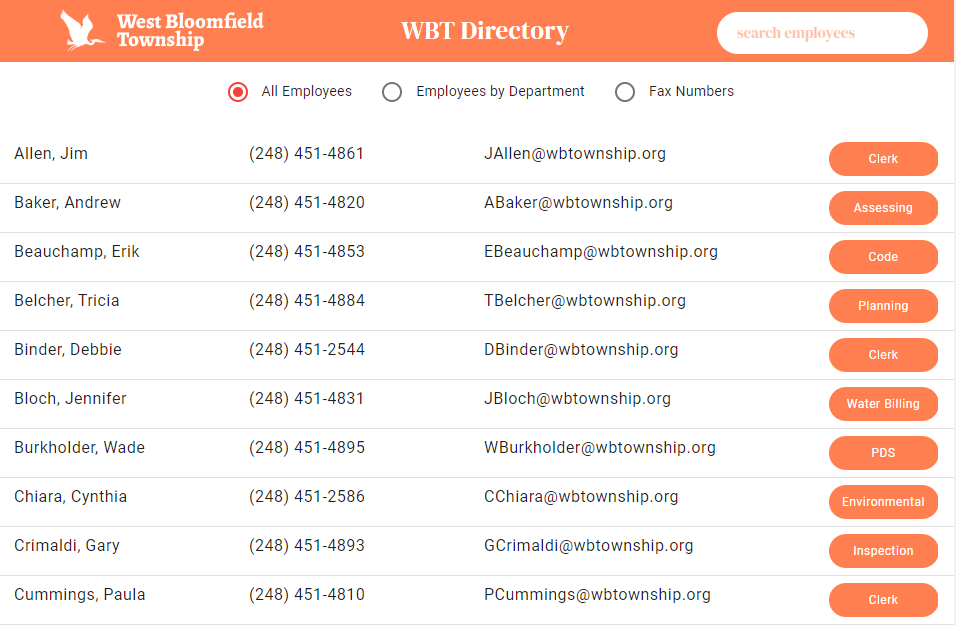 West Bloomfield
Township
WBT Directory
search employees
All Employees Employees by Department Fax Numbers
Allen, Jim (248) 451-4861 JAllen@wbtownship.org Clerk
Baker, Andrew (248) 451-4820 ABaker@wbtownship.org Assessing
Beauchamp, Erik (248) 451-4853 EBeauchamp@wbtownship.org Code
Belcher, Tricia (248) 451-4884 TBelcher@wbtownship.org Planning
Binder, Debbie (248) 451-2544 DBinder@wbtownship.org Clerk
Bloch, Jennifer (248) 451-4831 JBloch@wbtownship.org Water Billing
Burkholder, Wade (248) 451-4895 WBurkholder@wbtownship.org PDS
Chiara, Cynthia (248) 451-2586 CChiara@wbtownship.org Environmental
Crimaldi, Gary (248) 451-4893 GCrimaldi@wbtownship.org Inspection
Cummings, Paula (248) 451-4810 PCummings@wbtownship.org Clerk